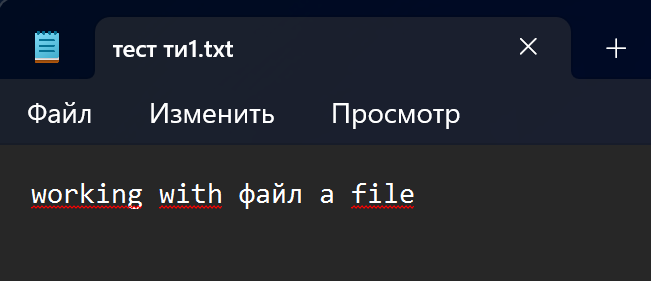 тест ти1.txt
Файл Изменить Просмотр
working with файл a file